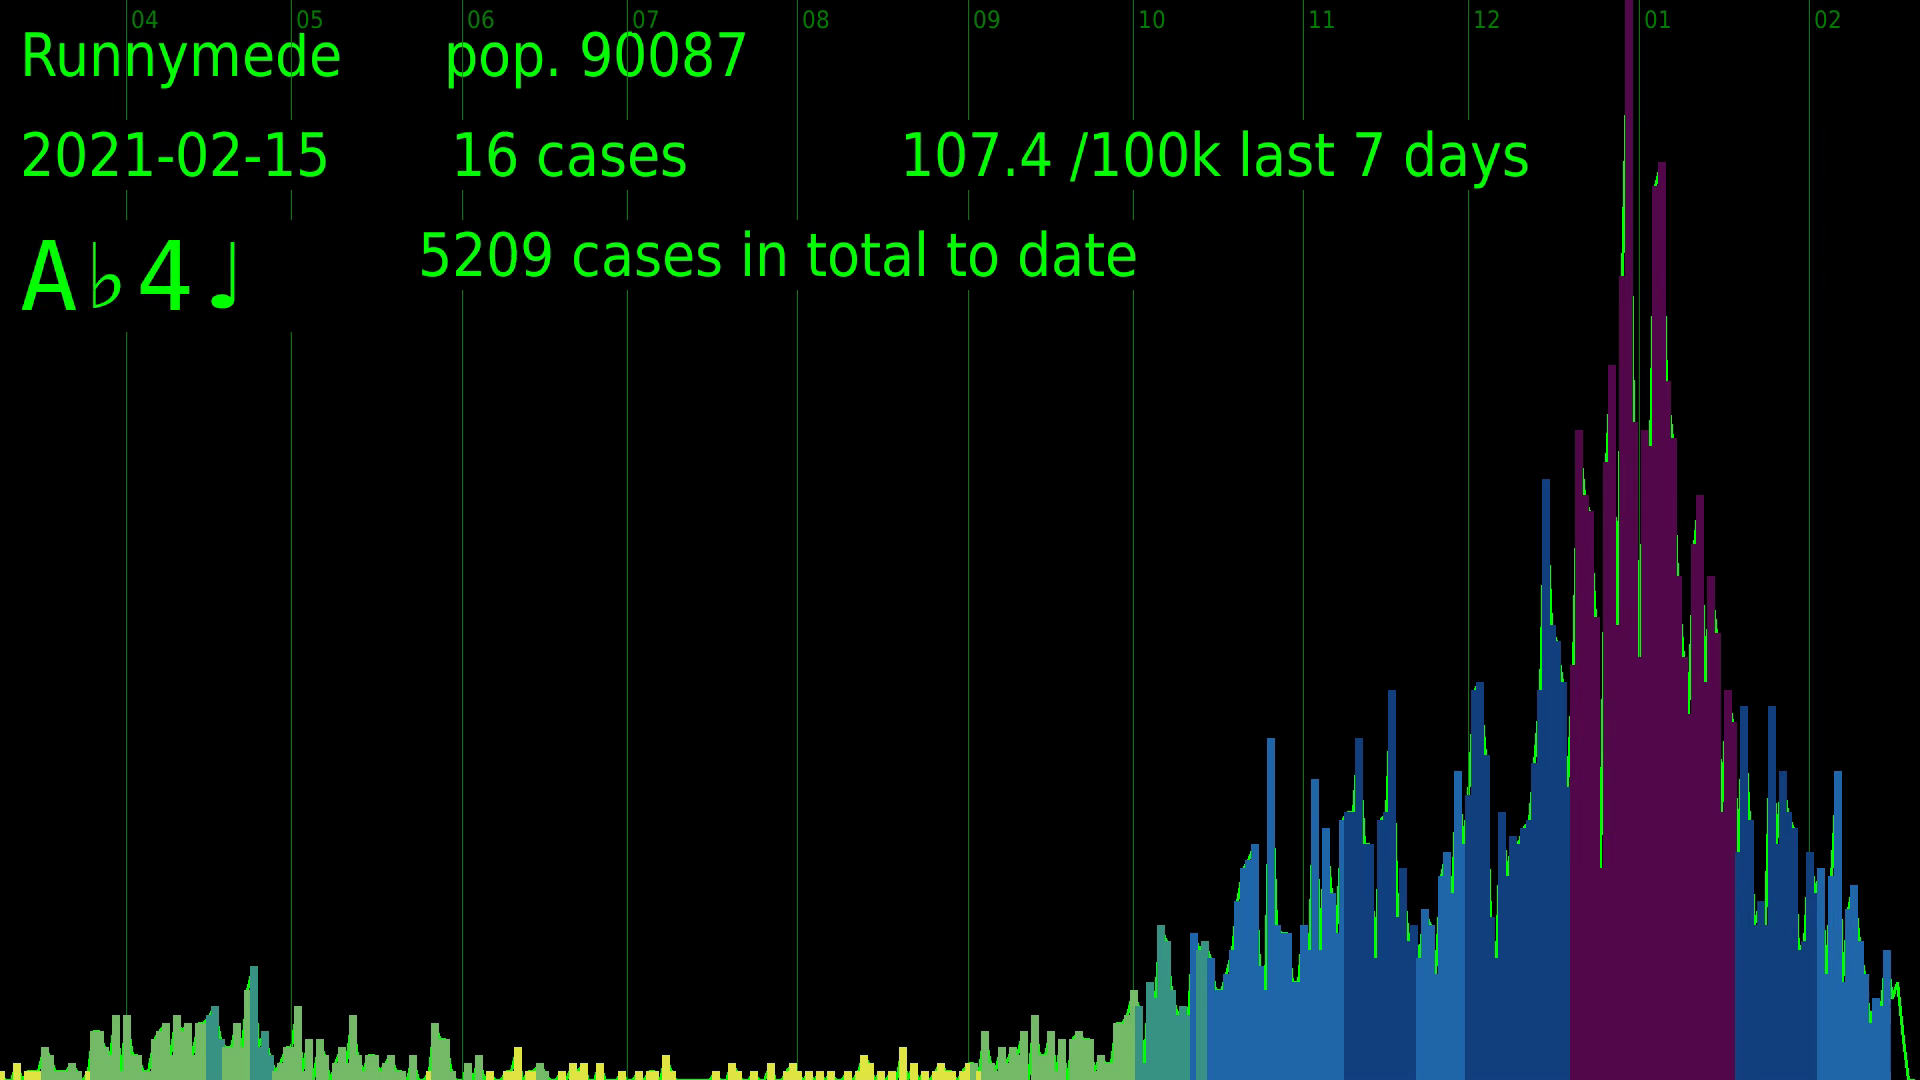 04 05 06 07 08 09 10 11 12 01 02
Runnymede pop. 90087
2021-02-15 16 cases 107.4 /100k last 7 days
A♭4♩ 5209 cases in total to date